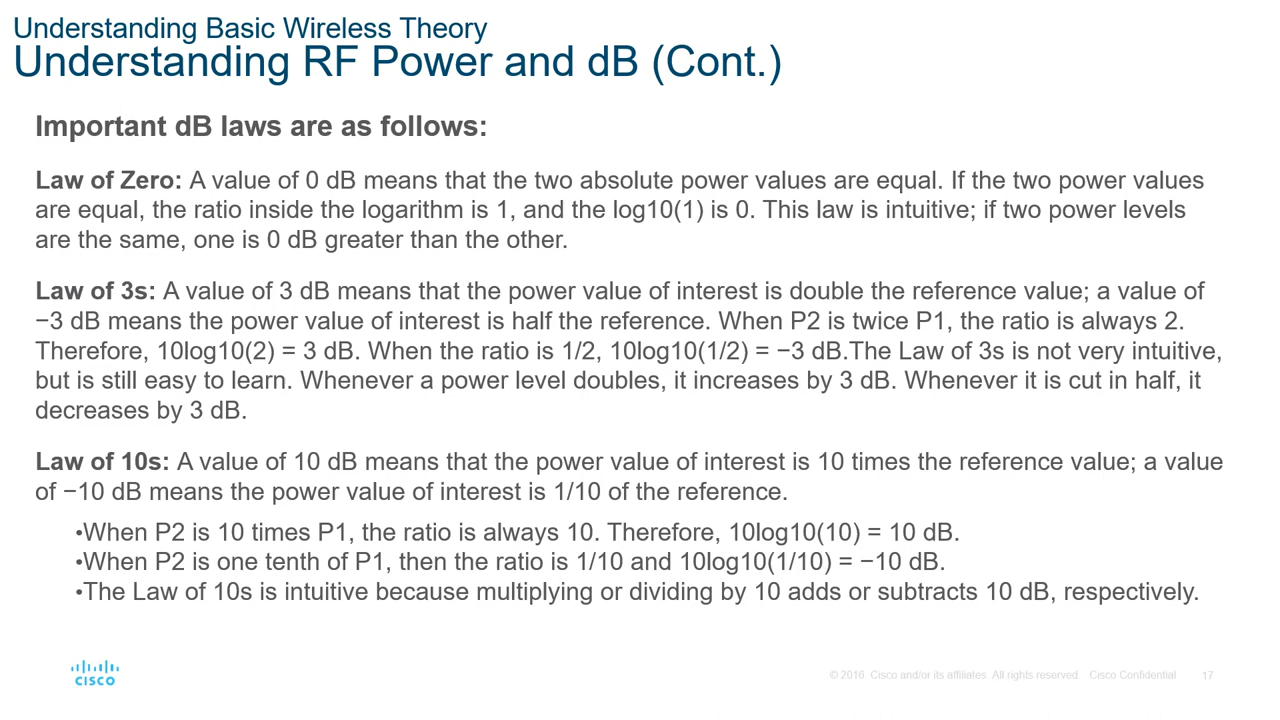 Understanding Basic Wireless Theory
Understanding RF Power and dB (Cont.)
Important dB laws are as follows:
Law of Zero: A value of 0 dB means that the two absolute power values are equal. If the two power values
are equal, the ratio inside the logarithm is 1, and the log10(1) is 0. This law is intuitive; if two power levels
are the same, one is 0 dB greater than the other.
Law of 3s: A value of 3 dB means that the power value of interest is double the reference value; a value of
−3 dB means the power value of interest is half the reference. When P2 is twice P1, the ratio is always 2.
Therefore, 10log10(2) = 3 dB. When the ratio is 1/2, 10log10(1/2) = −3 dB.The Law of 3s is not very intuitive,
but is still easy to learn. Whenever a power level doubles, it increases by 3 dB. Whenever it is cut in half, it
decreases by 3 dB.
Law of 10s: A value of 10 dB means that the power value of interest is 10 times the reference value; a value
of −10 dB means the power value of interest is 1/10 of the reference.
•When P2 is 10 times P1, the ratio is always 10. Therefore, 10log10(10) = 10 dB.
•When P2 is one tenth of P1, then the ratio is 1/10 and 10log10(1/10) = −10 dB.
•The Law of 10s is intuitive because multiplying or dividing by 10 adds or subtracts 10 dB, respectively.
CISCO
© 2016 Cisco and/or its affiliates. All rights reserved. Cisco Confidential 17